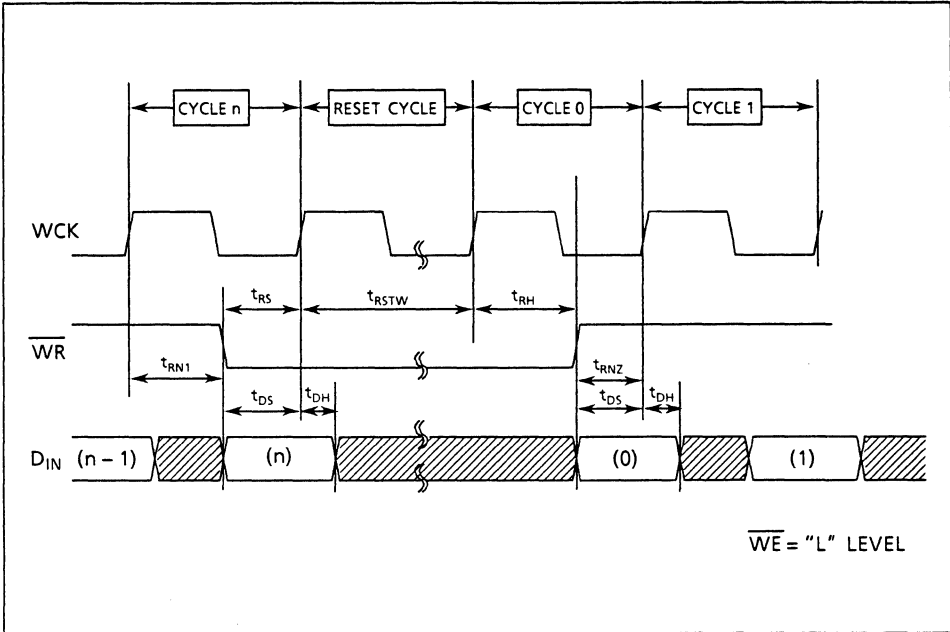 CYCLE n RESET CYCLE CYCLE 0 CYCLE 1
WCK
tRS tRSTW tRH
WR
tRN1 tRNZ
tDS tDH tDS tDH
DIN (n – 1) (n) (0) (1)
WE = "L" LEVEL